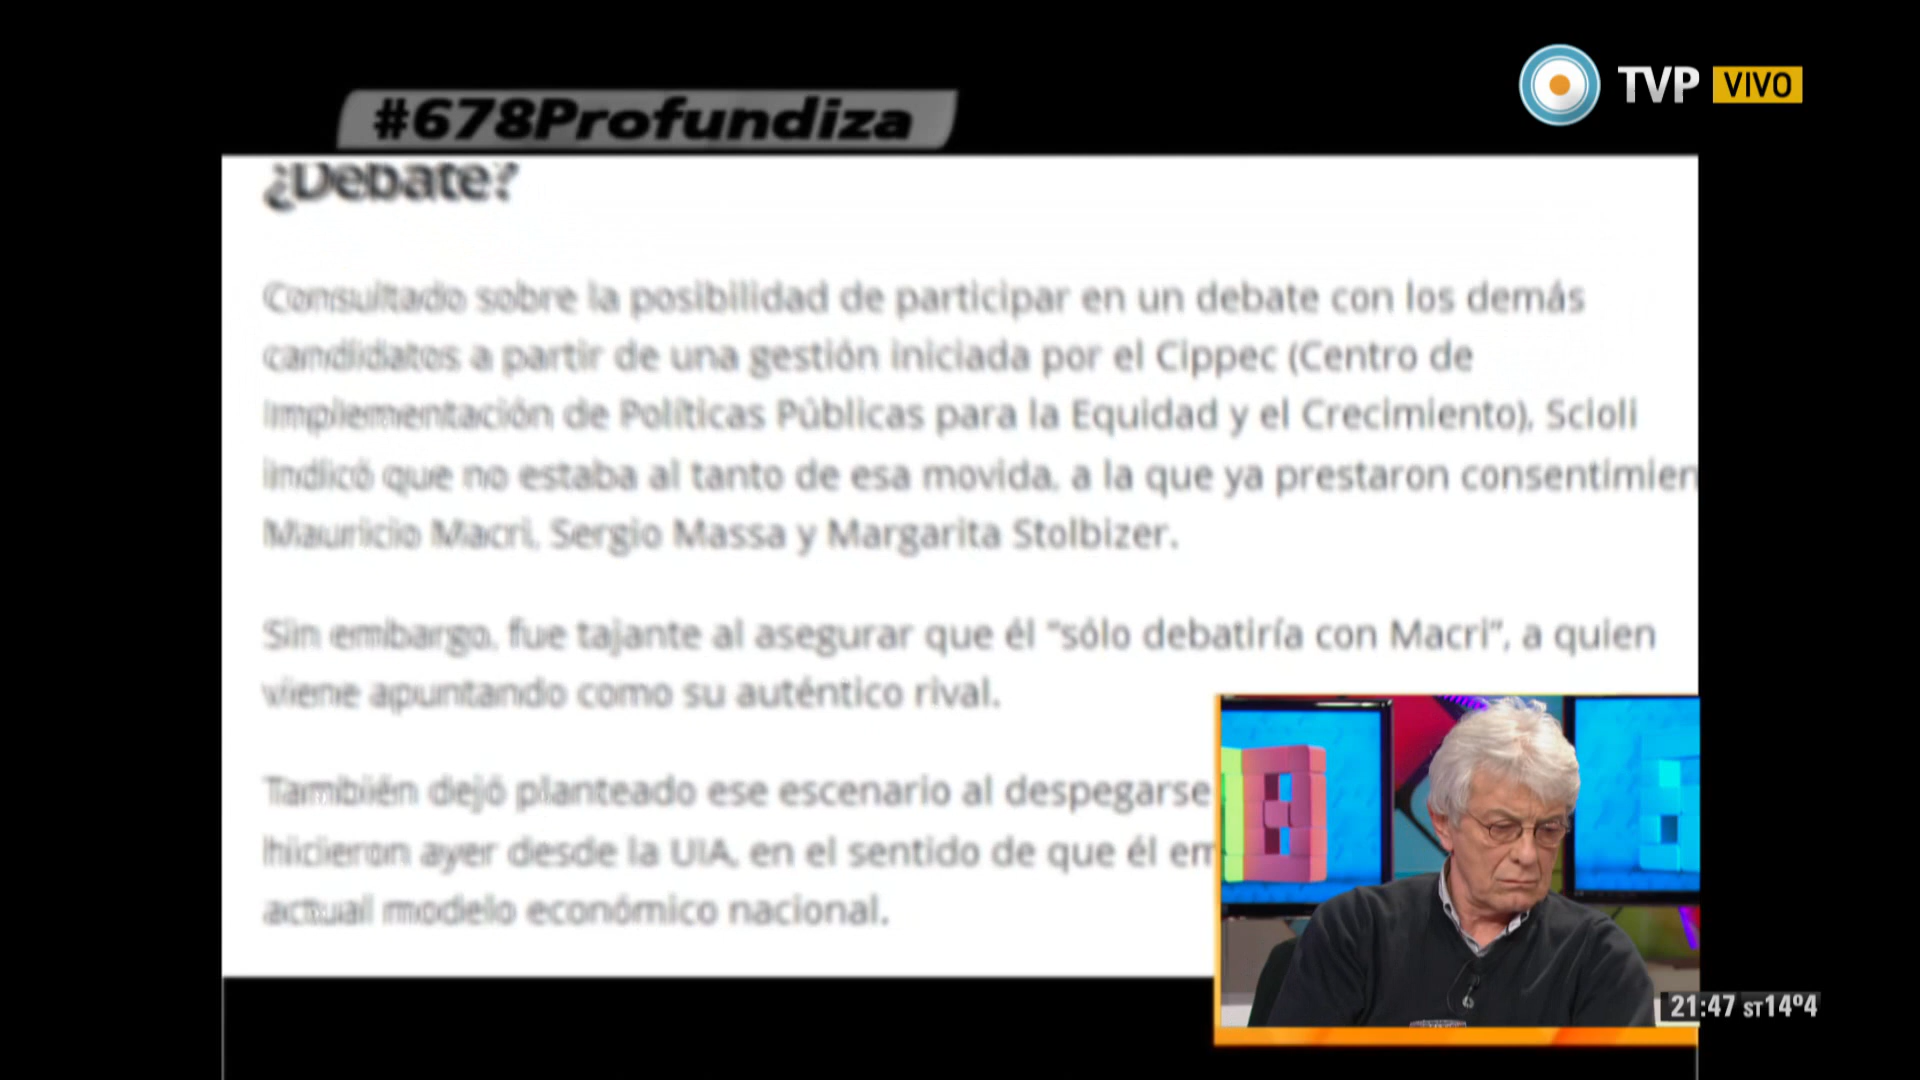 TVP VIVO
#678Profundiza
¿Debate?
Consultado sobre la posibilidad de participar en un debate con los demás
candidatos a partir de una gestión iniciada por el Cippec (Centro de
Implementación de Políticas Públicas para la Equidad y el Crecimiento), Scioli
indicó que no estaba al tanto de esa movida, a la que ya prestaron consentimien
Mauricio Macri, Sergio Massa y Margarita Stolbizer.
Sin embargo, fue tajante al asegurar que él "sólo debatiría con Macri", a quien
viene apuntando como su auténtico rival.
También dejó planteado ese escenario al despegarse
hicieron ayer desde la UIA, en el sentido de que él em
actual modelo económico nacional.
21:47 ST14º4